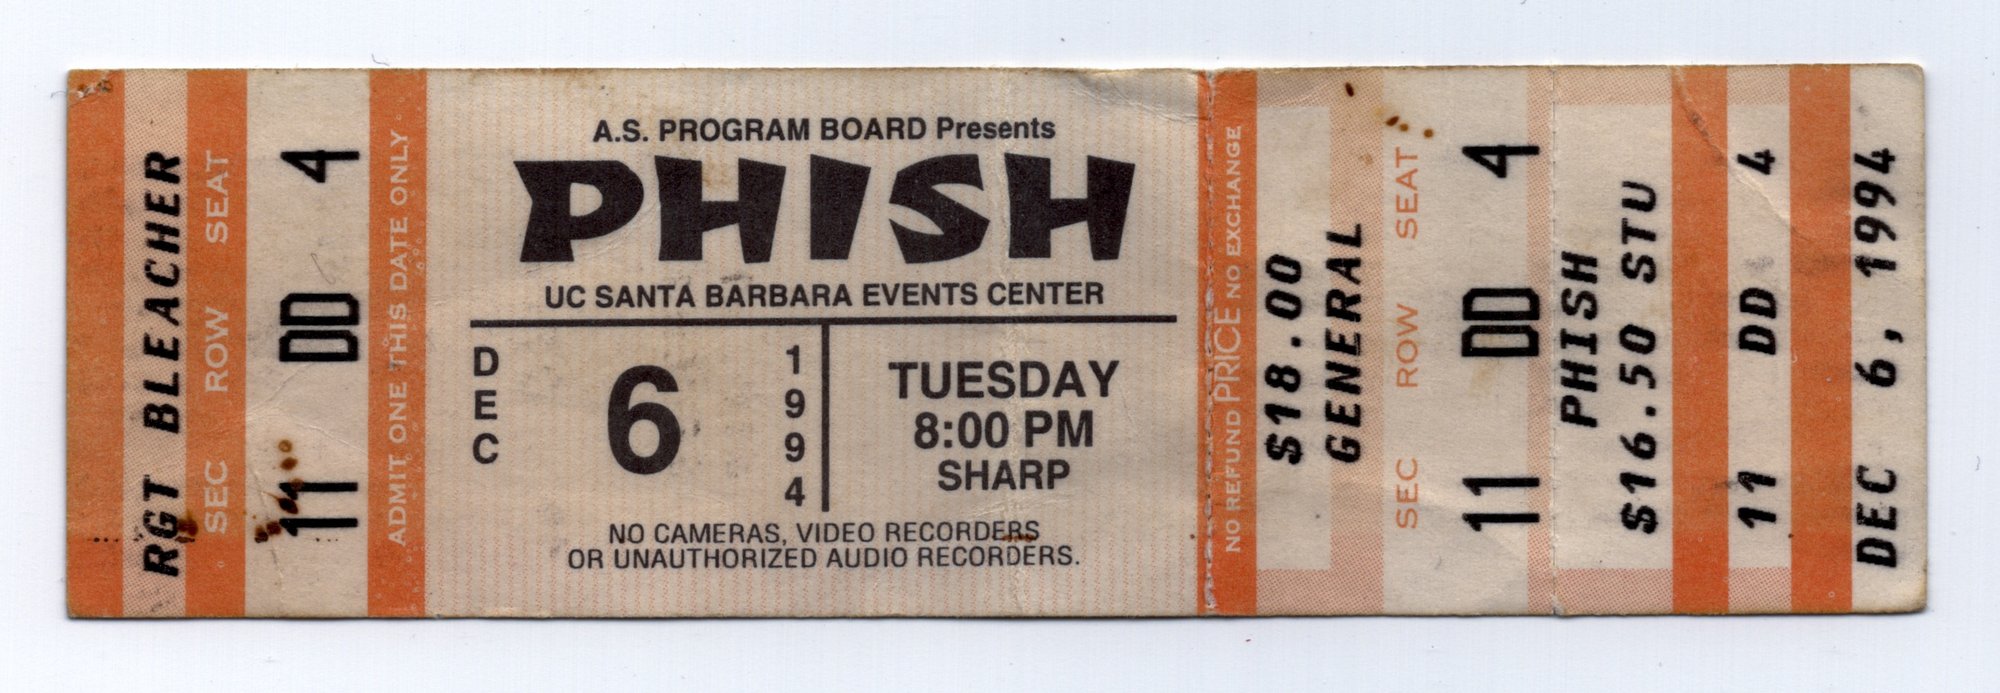 RGT BLEACHER
SEC ROW SEAT
11 DD 4
ADMIT ONE THIS DATE ONLY
A.S. PROGRAM BOARD Presents
PHISH
UC SANTA BARBARA EVENTS CENTER
DEC
6
1994
TUESDAY
8:00 PM
SHARP
NO CAMERAS, VIDEO RECORDERS
OR UNAUTHORIZED AUDIO RECORDERS.
NO REFUND PRICE NO EXCHANGE
$18.00
GENERAL
SEC ROW SEAT
11 DD 4
PHISH
$16.50 STU
11 DD 4
DEC 6, 1994